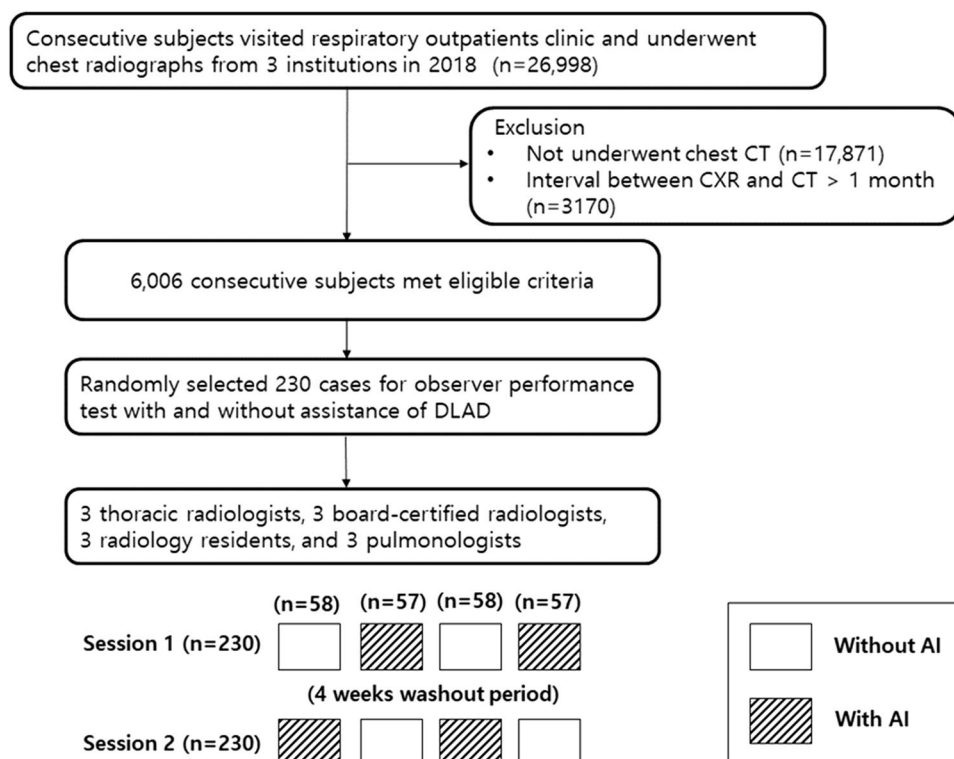 Consecutive subjects visited respiratory outpatients clinic and underwent
chest radiographs from 3 institutions in 2018 (n=26,998)
Exclusion
• Not underwent chest CT (n=17,871)
• Interval between CXR and CT > 1 month
(n=3170)
6,006 consecutive subjects met eligible criteria
Randomly selected 230 cases for observer performance
test with and without assistance of DLAD
3 thoracic radiologists, 3 board-certified radiologists,
3 radiology residents, and 3 pulmonologists
(n=58) (n=57) (n=58) (n=57)
Session 1 (n=230)
(4 weeks washout period)
Session 2 (n=230)
Without AI
With AI